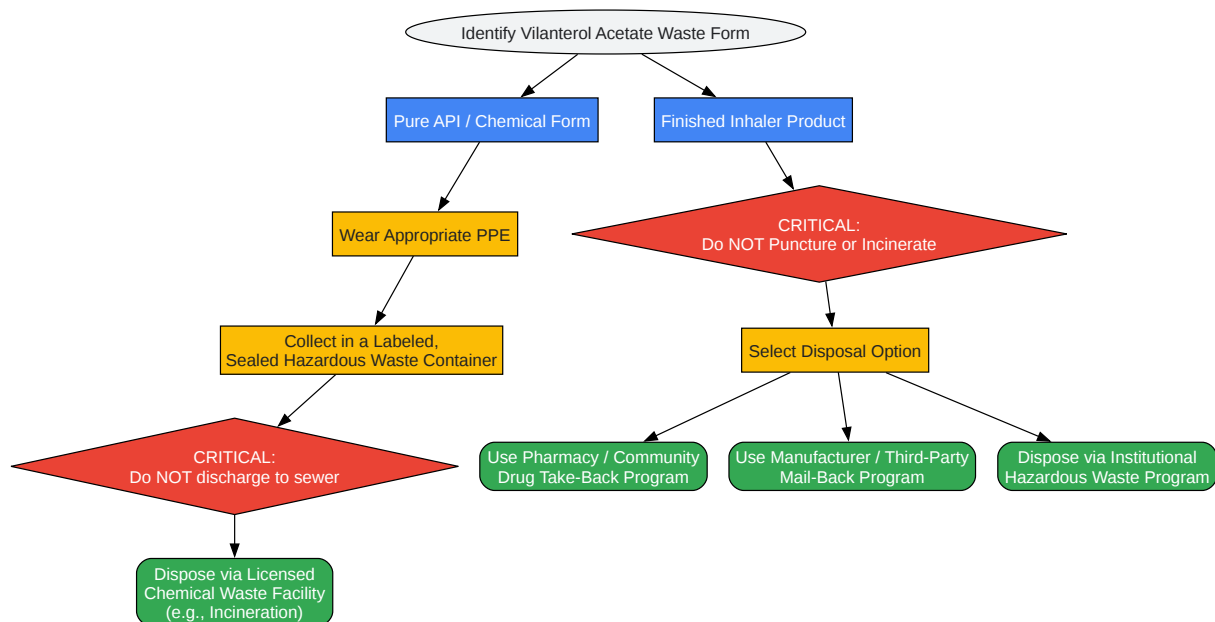 Identify Vilanterol Acetate Waste Form
Pure API / Chemical Form
Finished Inhaler Product
Wear Appropriate PPE
CRITICAL:
Do NOT Puncture or Incinerate
Collect in a Labeled,
Sealed Hazardous Waste Container
Select Disposal Option
CRITICAL:
Do NOT discharge to sewer
Use Pharmacy / Community
Drug Take-Back Program
Use Manufacturer / Third-Party
Mail-Back Program
Dispose via Institutional
Hazardous Waste Program
Dispose via Licensed
Chemical Waste Facility
(e.g., Incineration)